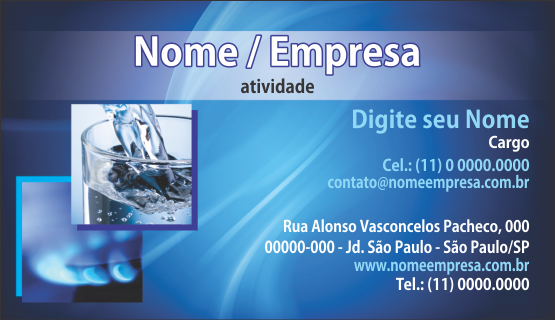 Nome / Empresa
atividade
Digite seu Nome
Cargo
Cel.: (11) 0 0000.0000
contato@nomeempresa.com.br
Rua Alonso Vasconcelos Pacheco, 000
00000-000 - Jd. São Paulo - São Paulo/SP
www.nomeempresa.com.br
Tel.: (11) 0000.0000